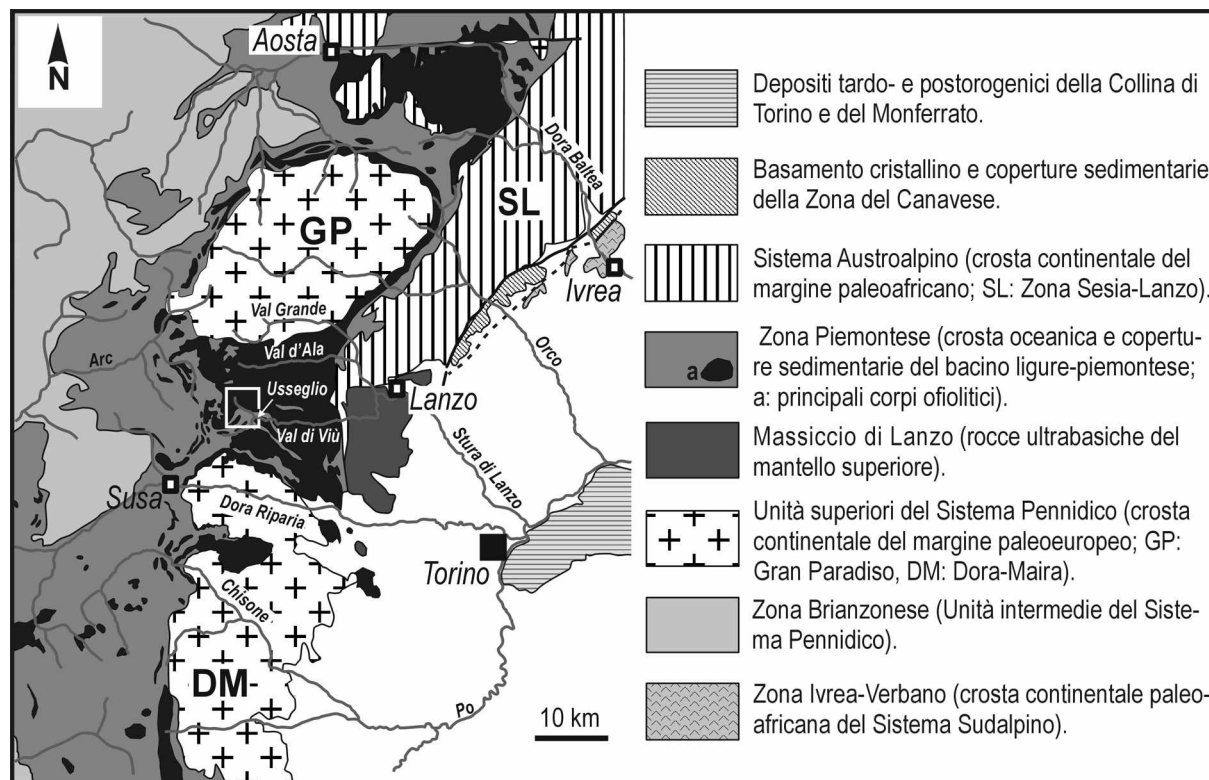 N
Aosta
Dora Baltea
SL
GP
Ivrea
Val Grande
Orco
Arc
Val d'Ala
Usseglio
Lanzo
Val di Viù
Stura di Lanzo
Susa
Dora Riparia
Torino
Chisone
DM
Po
10 km
Depositi tardo- e postorogenici della Collina di
Torino e del Monferrato.
Basamento cristallino e coperture sedimentarie
della Zona del Canavese.
Sistema Austroalpino (crosta continentale del
margine paleoafricano; SL: Zona Sesia-Lanzo).
a
Zona Piemontese (crosta oceanica e copertu-
re sedimentarie del bacino ligure-piemontese;
a: principali corpi ofiolitici).
Massiccio di Lanzo (rocce ultrabasiche del
mantello superiore).
Unità superiori del Sistema Pennidico (crosta
continentale del margine paleoeuropeo; GP:
Gran Paradiso, DM: Dora-Maira).
Zona Brianzonese (Unità intermedie del Siste-
ma Pennidico).
Zona Ivrea-Verbano (crosta continentale paleo-
africana del Sistema Sudalpino).